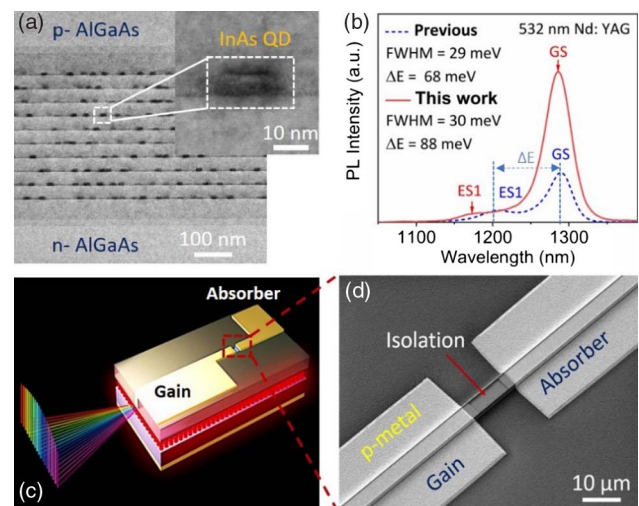 (a)
p- AlGaAs
InAs QD
10 nm
n- AlGaAs
100 nm
(b)
532 nm Nd: YAG
Previous
FWHM = 29 meV
ΔE = 68 meV
This work
FWHM = 30 meV
ΔE = 88 meV
GS
ΔE
GS
ES1
ES1
PL Intensity (a.u.)
1100
1200
1300
Wavelength (nm)
Absorber
Gain
(c)
(d)
Isolation
Absorber
p-metal
Gain
10 μm